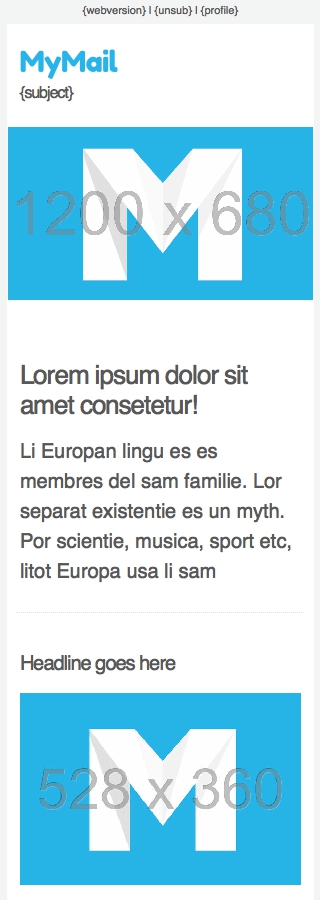 {webversion} I {unsub} I {profile}
MyMail
{subject}
1200 x 680
Lorem ipsum dolor sit
amet consetetur!
Li Europan lingu es es
membres del sam familie. Lor
separat existentie es un myth.
Por scientie, musica, sport etc,
litot Europa usa li sam
Headline goes here
528 x 360